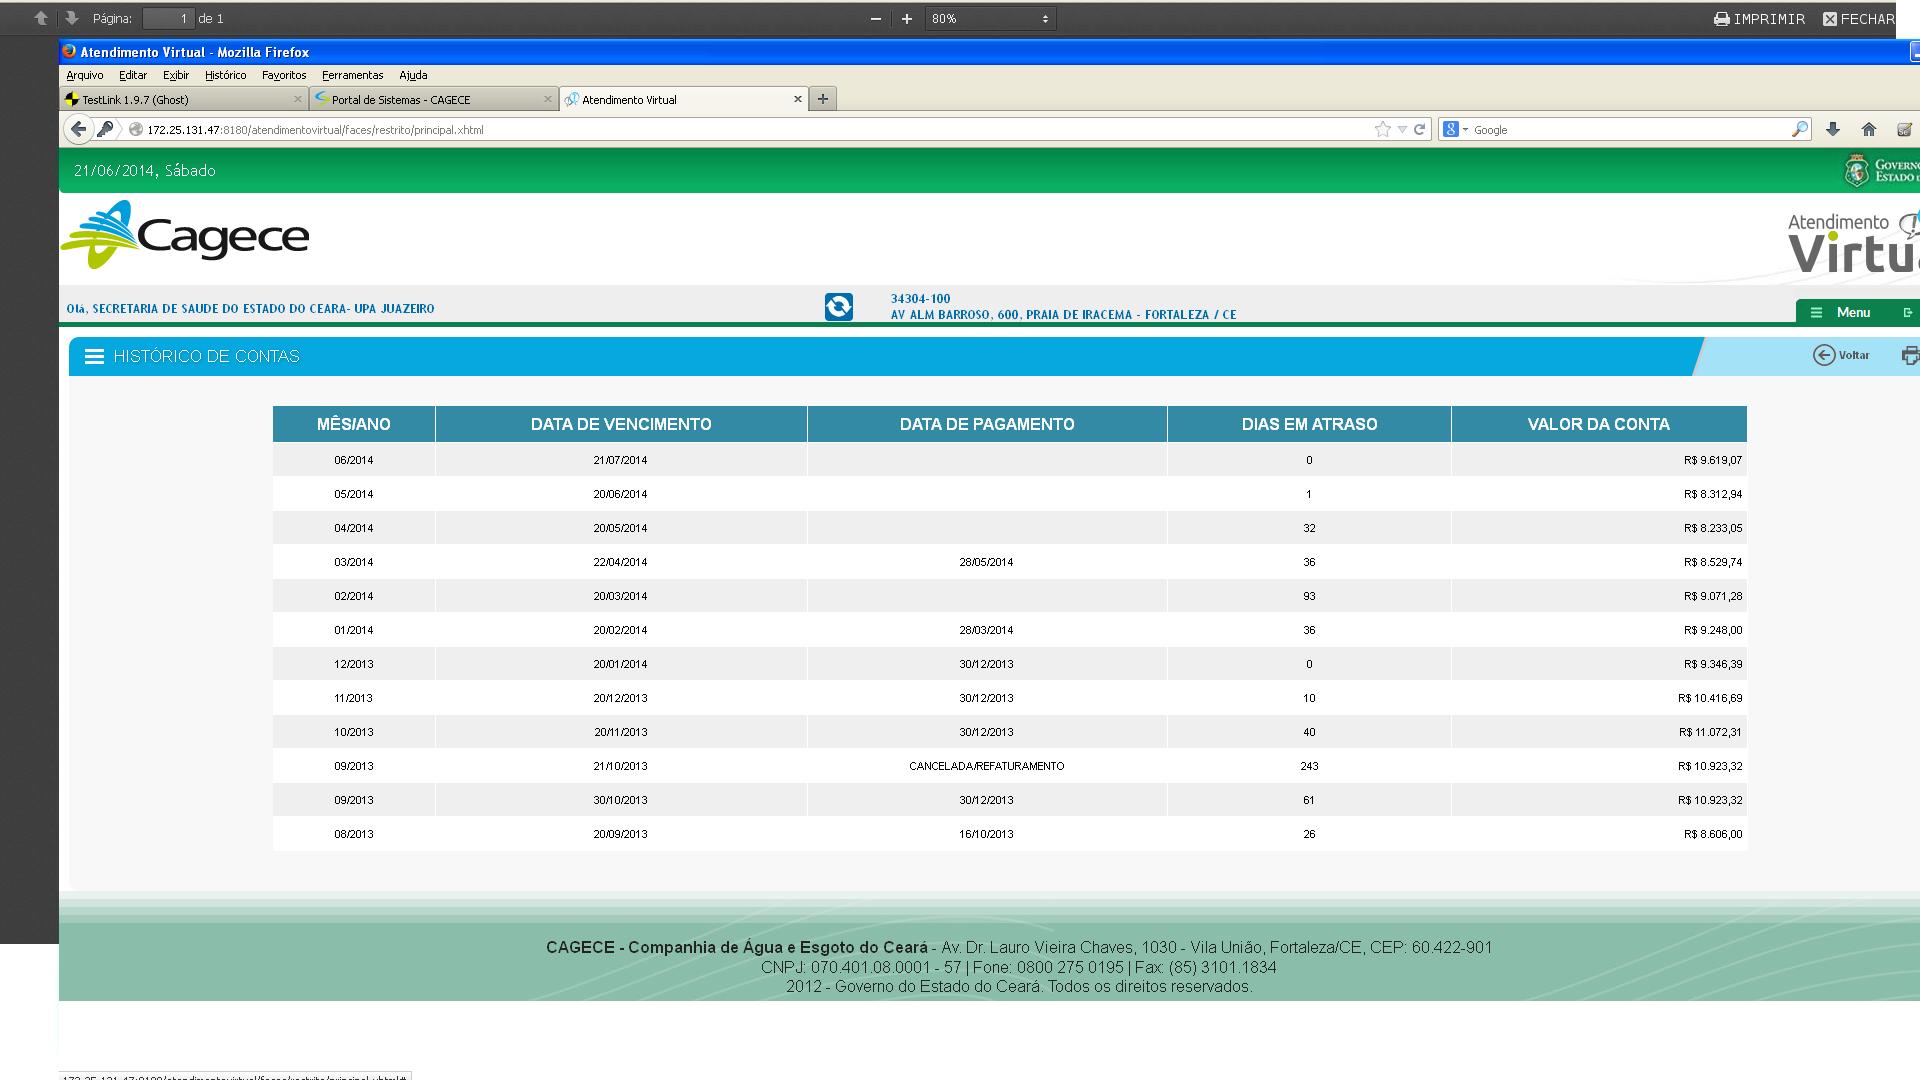 Página: 1 de 1 80% IMPRIMIR FECHAR
Atendimento Virtual - Mozilla Firefox
Arquivo Editar Exibir Histórico Favoritos Ferramentas Ajuda
TestLink 1.9.7 (Ghost) Portal de Sistemas - CAGECE Atendimento Virtual
172.25.131.47:8180/atendimentovirtual/faces/restrito/principal.xhtml Google
21/06/2014, Sábado
GOVERNO
ESTADO
Cagece
Atendimento
Virtu
34304-100
Olá, SECRETARIA DE SAUDE DO ESTADO DO CEARA- UPA JUAZEIRO
AV ALM BARROSO, 600, PRAIA DE IRACEMA - FORTALEZA / CE
Menu
HISTÓRICO DE CONTAS Voltar
MÊS/ANO DATA DE VENCIMENTO DATA DE PAGAMENTO DIAS EM ATRASO VALOR DA CONTA
06/2014 21/07/2014 0 R$ 9.619,07
05/2014 20/06/2014 1 R$ 8.312,94
04/2014 20/05/2014 32 R$ 8.233,05
03/2014 22/04/2014 28/05/2014 36 R$ 8.529,74
02/2014 20/03/2014 93 R$ 9.071,28
01/2014 20/02/2014 28/03/2014 36 R$ 9.248,00
12/2013 20/01/2014 30/12/2013 0 R$ 9.346,39
11/2013 20/12/2013 30/12/2013 10 R$ 10.416,69
10/2013 20/11/2013 30/12/2013 40 R$ 11.072,31
09/2013 21/10/2013 CANCELADA/REFATURAMENTO 243 R$ 10.923,32
09/2013 30/10/2013 30/12/2013 61 R$ 10.923,32
08/2013 20/09/2013 16/10/2013 26 R$ 8.606,00
CAGECE - Companhia de Água e Esgoto do Ceará - Av. Dr. Lauro Vieira Chaves, 1030 - Vila União, Fortaleza/CE, CEP: 60.422-901
CNPJ: 070.401.08.0001 - 57 | Fone: 0800 275 0195 | Fax: (85) 3101.1834
2012 - Governo do Estado do Ceará. Todos os direitos reservados.